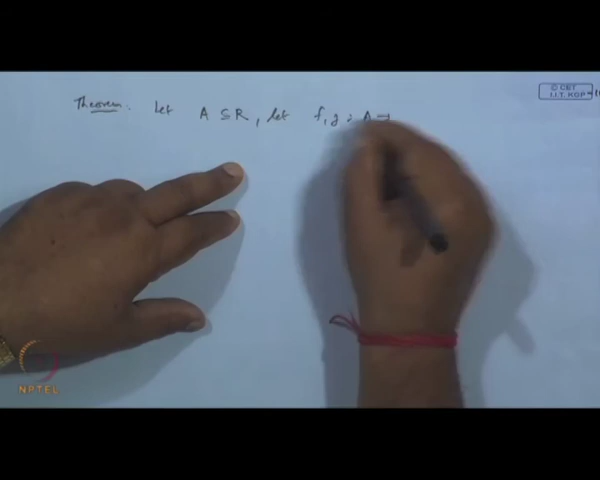 Theorem: Let A ⊆ R, let f, g : A →
© CET
I.I.T. KGP
NPTEL